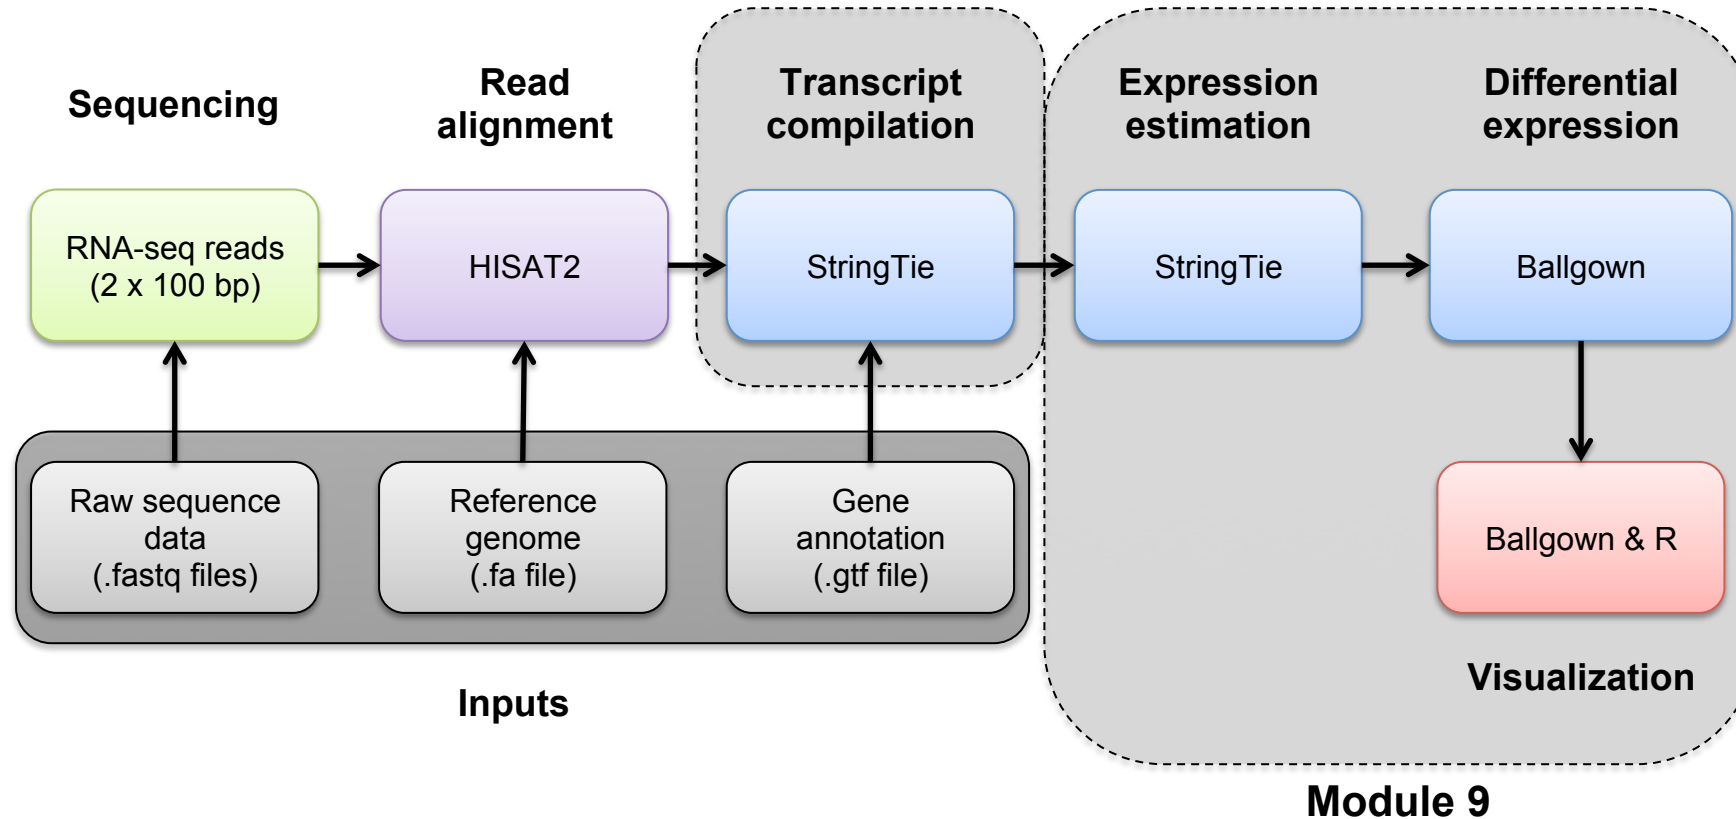 Sequencing
Read
alignment
Transcript
compilation
Expression
estimation
Differential
expression
RNA-seq reads
(2 x 100 bp)
HISAT2
StringTie
StringTie
Ballgown
Raw sequence
data
(.fastq files)
Reference
genome
(.fa file)
Gene
annotation
(.gtf file)
Ballgown & R
Inputs
Visualization
Module 9